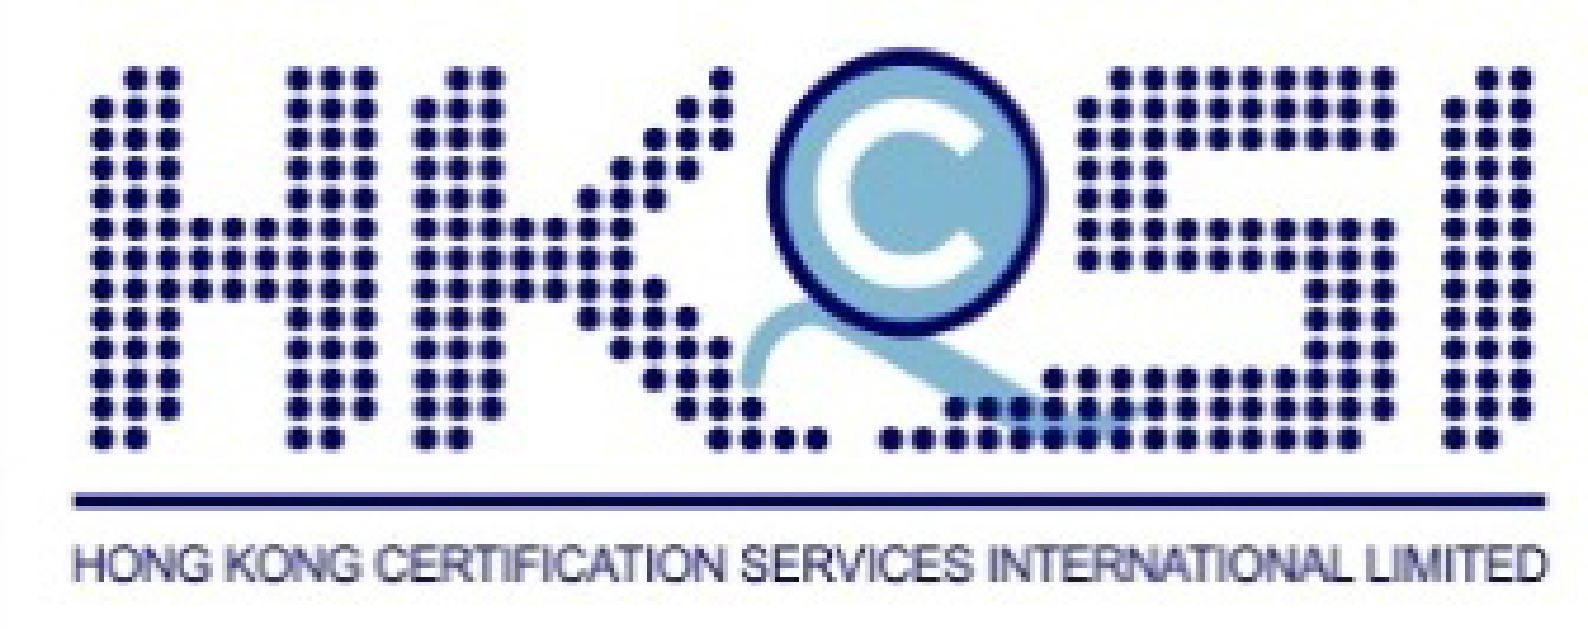 HKCSI
HONG KONG CERTIFICATION SERVICES INTERNATIONAL LIMITED